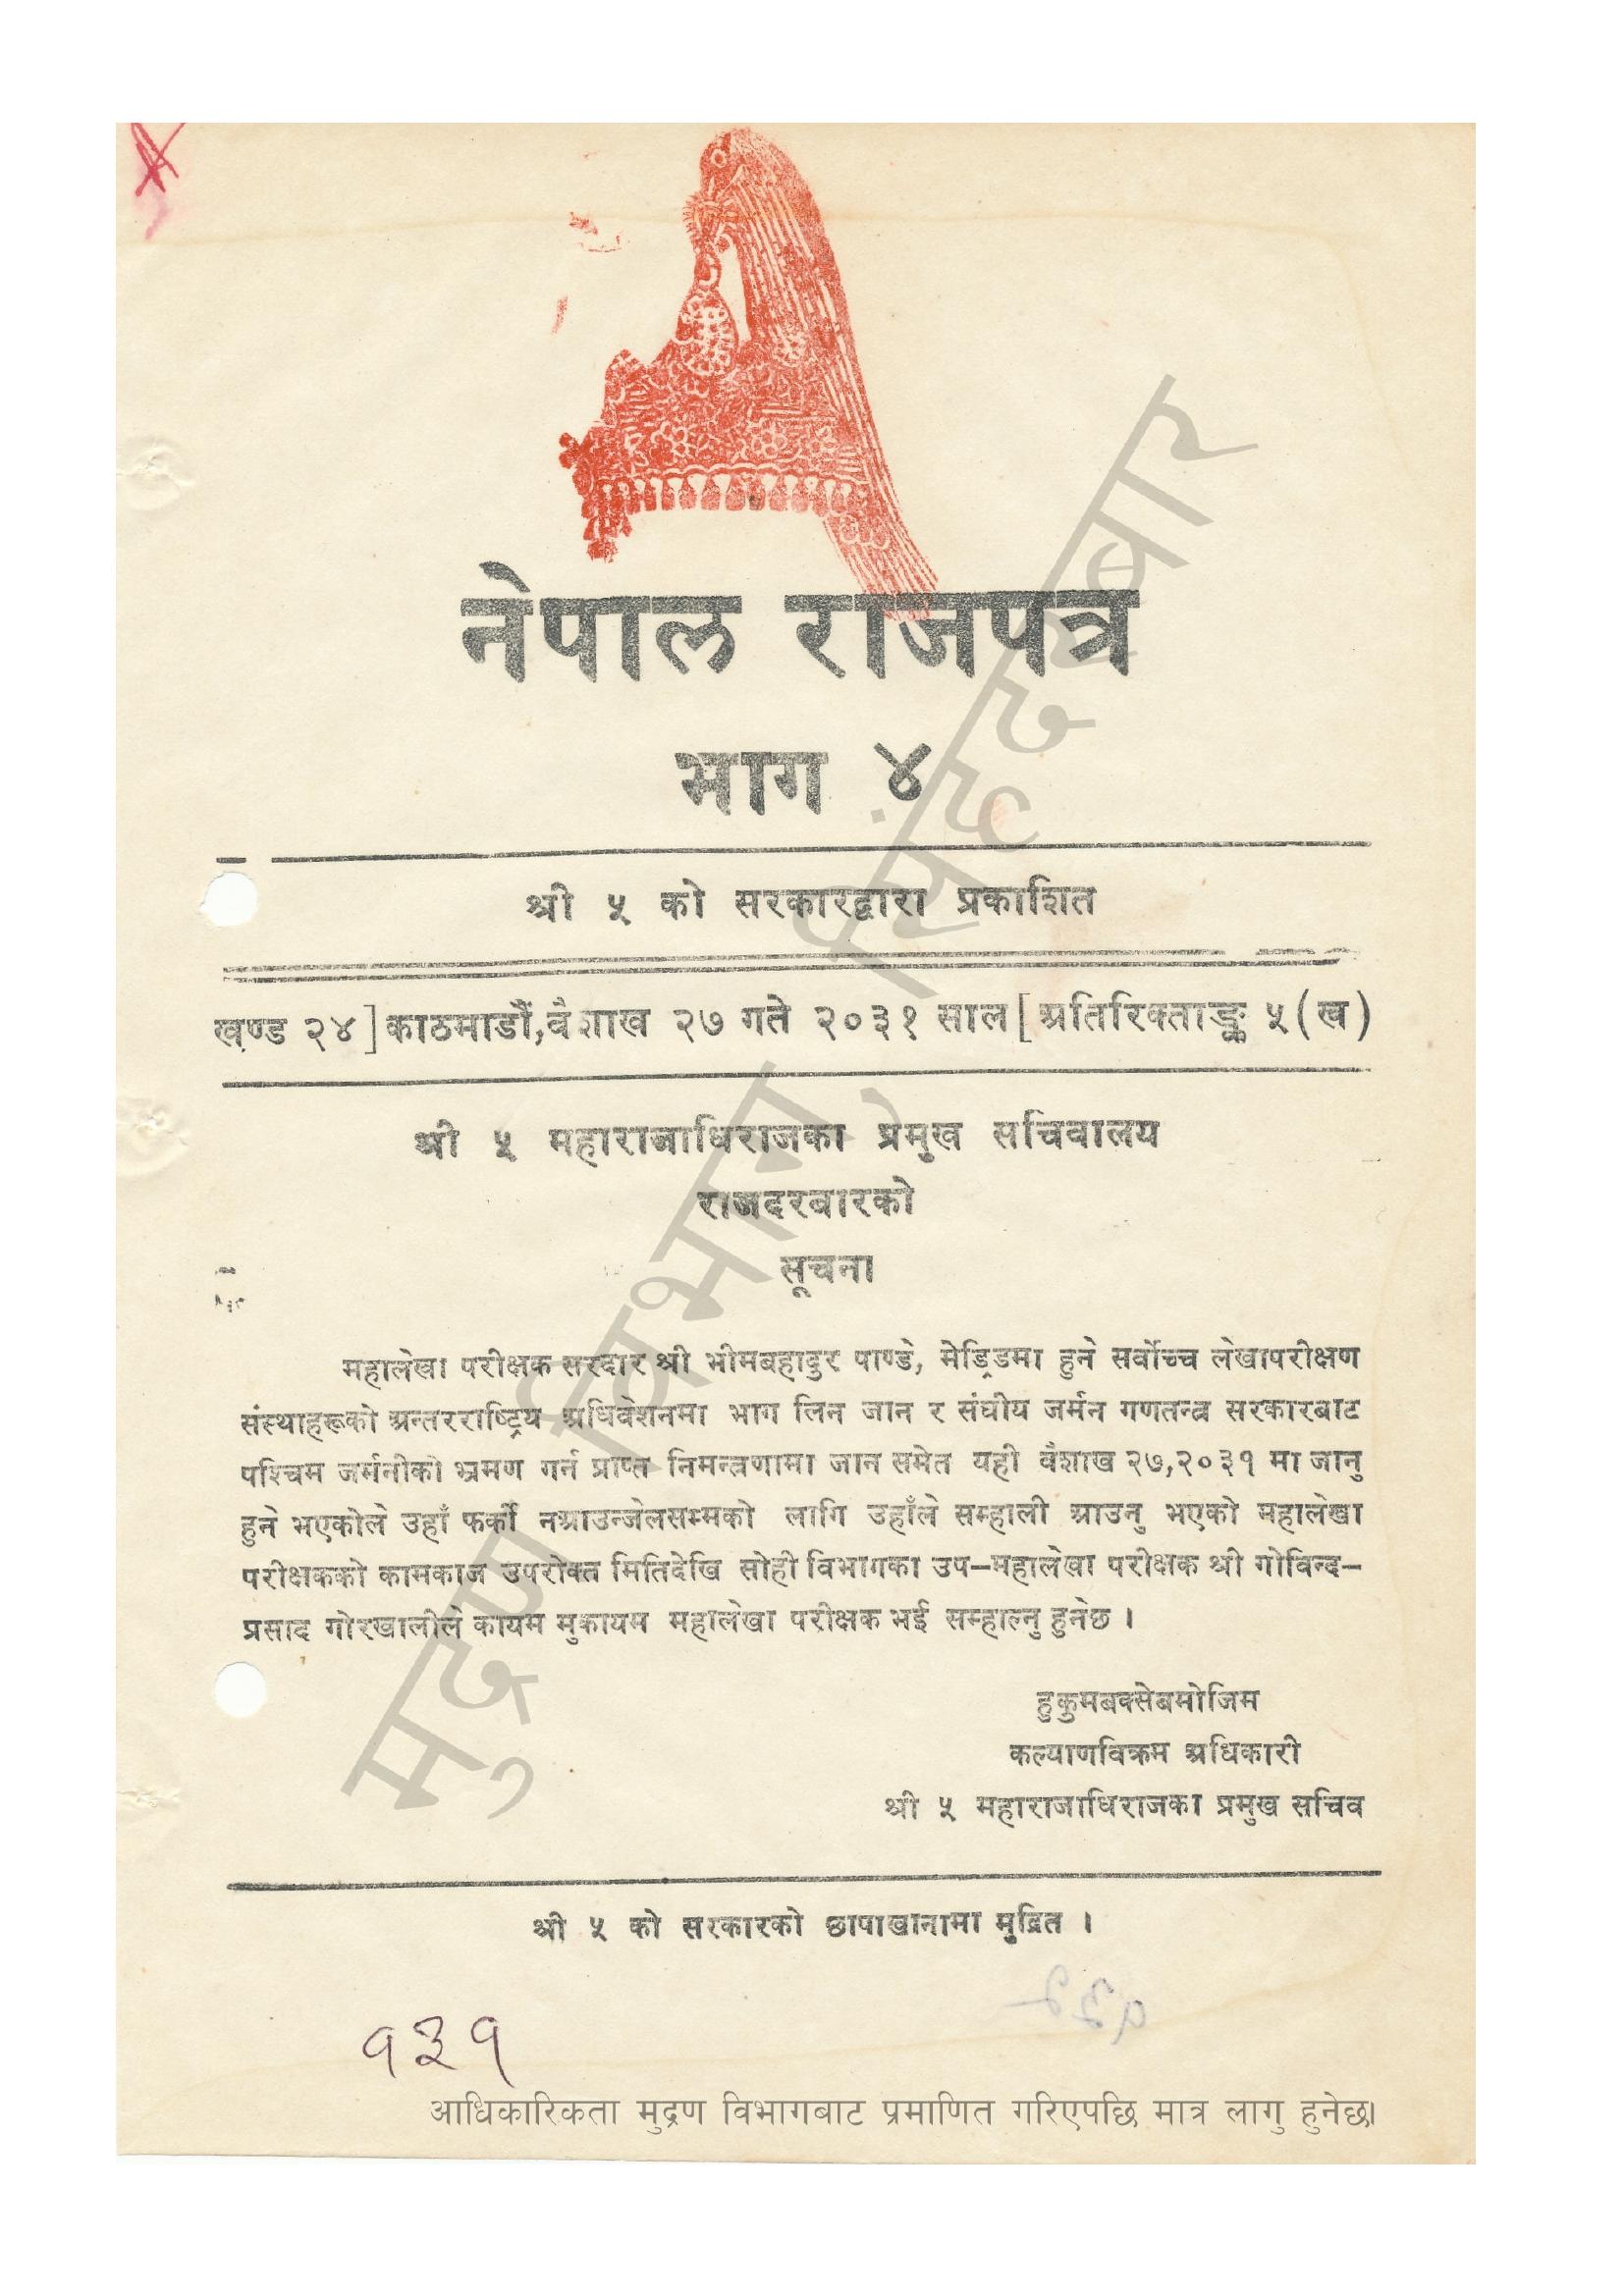 नेपाल राजपत्र
भाग ४
श्री ५ को सरकारद्वारा प्रकाशित
खण्ड २४] काठमाडौं, वैशाख २७ गते २०३१ साल [अतिरिक्ताङ्क ५ (ख)
श्री ५ महाराजाधिराजका प्रमुख सचिवालय
राजदरबारको
सूचना
महालेखा परीक्षक सरदार श्री भीमबहादुर पाण्डे, मेड्रिडमा हुने सर्वोच्च लेखापरीक्षण
संस्थाहरूको अन्तरराष्ट्रिय अधिवेशनमा भाग लिन जान र संघीय जर्मन गणतन्त्र सरकारबाट
पश्चिम जर्मनीको भ्रमण गर्न प्राप्त निमन्त्रणामा जान समेत यही वैशाख २७,२०३१ मा जानु
हुने भएकोले उहाँ फर्की नआउन्जेलसम्मको लागि उहाँले सम्हाली आउनु भएको महालेखा
परीक्षकको कामकाज उपरोक्त मितिदेखि सोही विभागका उप–महालेखा परीक्षक श्री गोविन्द–
प्रसाद गोरखालीले कायम मुकायम महालेखा परीक्षक भई सम्हाल्नु हुनेछ ।
हुकुमबक्सेबमोजिम
कल्याणविक्रम अधिकारी
श्री ५ महाराजाधिराजका प्रमुख सचिव
श्री ५ को सरकारको छापाखानामा मुद्रित ।
१३१
आधिकारिकता मुद्रण विभागबाट प्रमाणित गरिएपछि मात्र लागु हुनेछ।
मुद्रण विभाग, सिंहदरबार